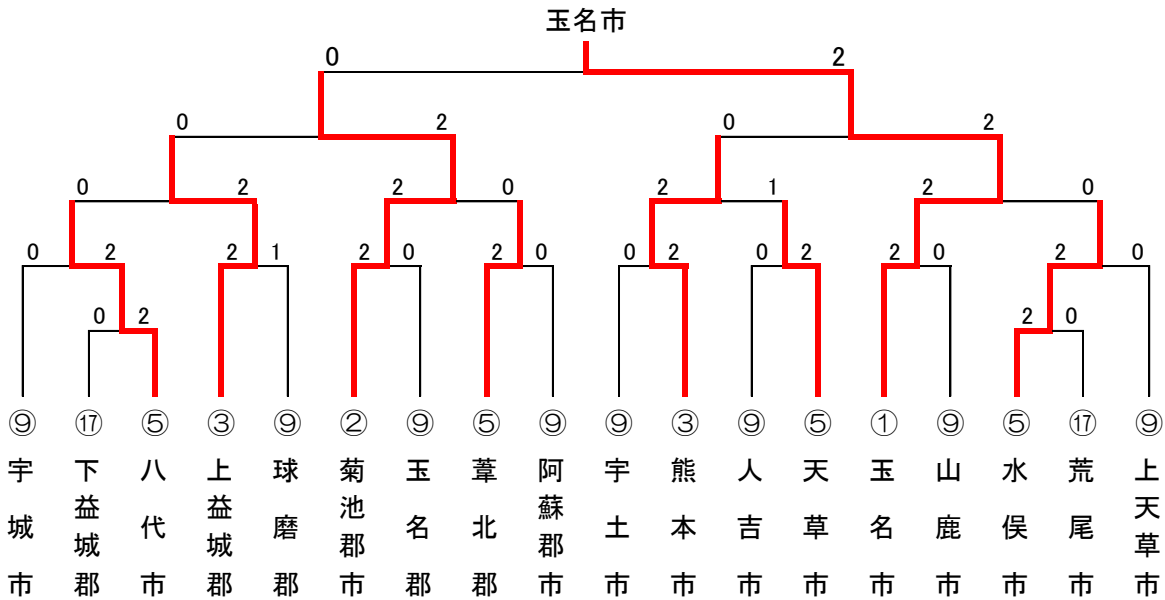 玉名市
0 2
0 2 0 2
0 2 2 0 2 1 2 0
0 2 2 1 2 0 2 0 0 2 0 2 2 0 2 0
0 2 2 0
⑨ ⑰ ⑤ ③ ⑨ ② ⑨ ⑤ ⑨ ⑨ ③ ⑨ ⑤ ① ⑨ ⑤ ⑰ ⑨
宇城市
下益城郡
八代市
上益城郡
球磨郡
菊池郡市
玉名郡
葦北郡
阿蘇郡市
宇土市
熊本市
人吉市
天草市
玉名市
山鹿市
水俣市
荒尾市
上天草市